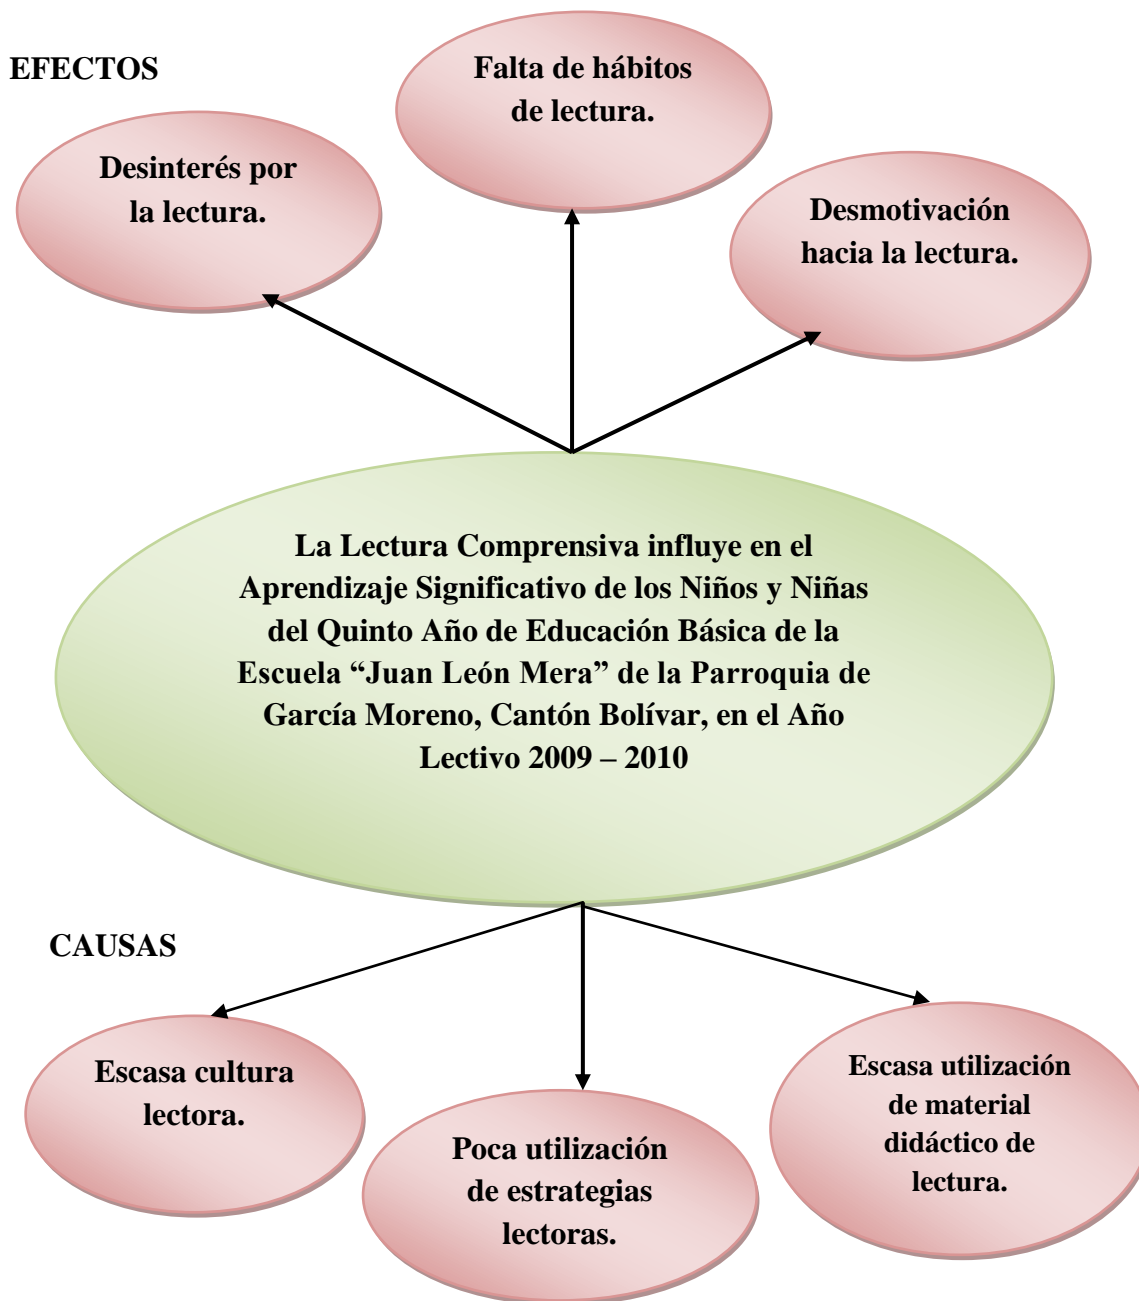 EFECTOS
Falta de hábitos
de lectura.
Desinterés por
la lectura.
Desmotivación
hacia la lectura.
La Lectura Comprensiva influye en el
Aprendizaje Significativo de los Niños y Niñas
del Quinto Año de Educación Básica de la
Escuela “Juan León Mera” de la Parroquia de
García Moreno, Cantón Bolívar, en el Año
Lectivo 2009 – 2010
CAUSAS
Escasa cultura
lectora.
Poca utilización
de estrategias
lectoras.
Escasa utilización
de material
didáctico de
lectura.